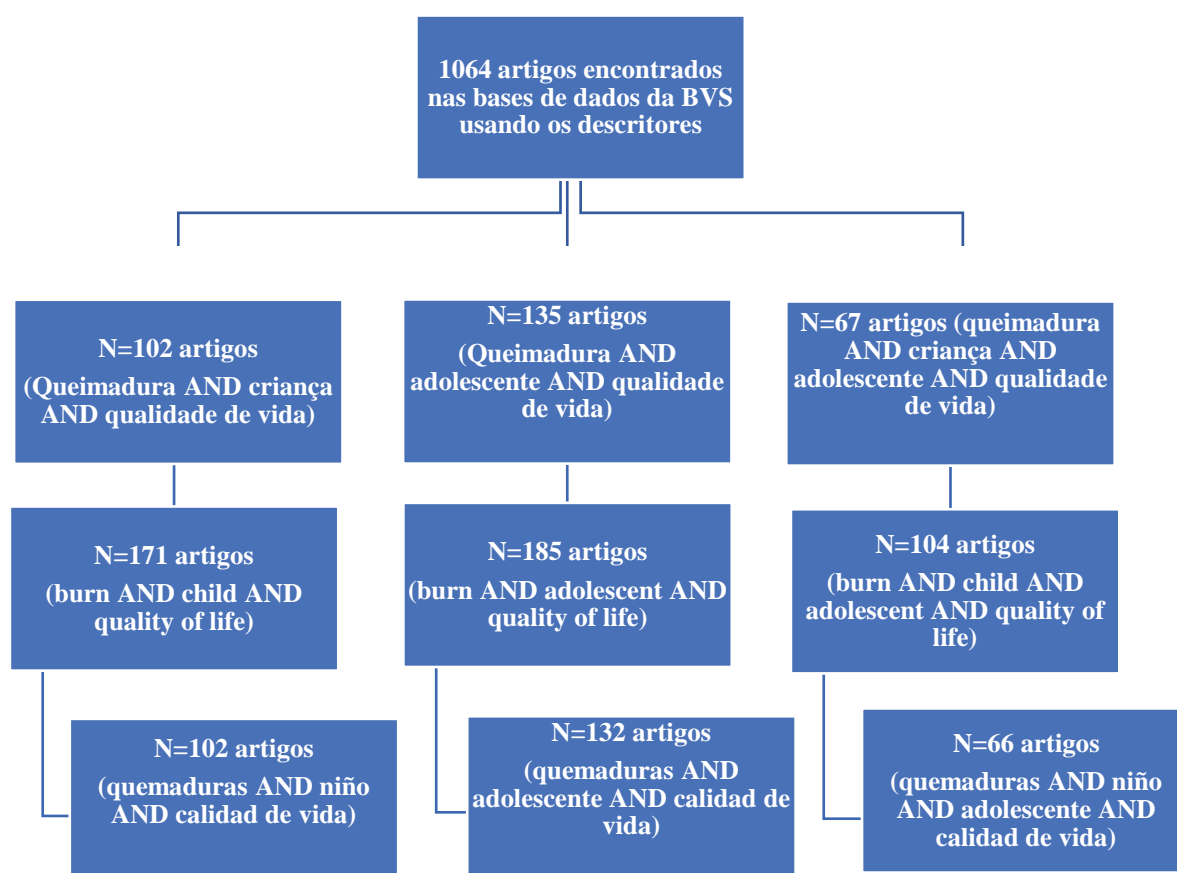 1064 artigos encontrados
nas bases de dados da BVS
usando os descritores
N=102 artigos
(Queimadura AND criança
AND qualidade de vida)
N=135 artigos
(Queimadura AND
adolescente AND qualidade
de vida)
N=67 artigos (queimadura
AND criança AND
adolescente AND qualidade
de vida)
N=171 artigos
(burn AND child AND
quality of life)
N=185 artigos
(burn AND adolescent AND
quality of life)
N=104 artigos
(burn AND child AND
adolescent AND quality of
life)
N=102 artigos
(quemaduras AND niño
AND calidad de vida)
N=132 artigos
(quemaduras AND
adolescente AND calidad de
vida)
N=66 artigos
(quemaduras AND niño
AND adolescente AND
calidad de vida)